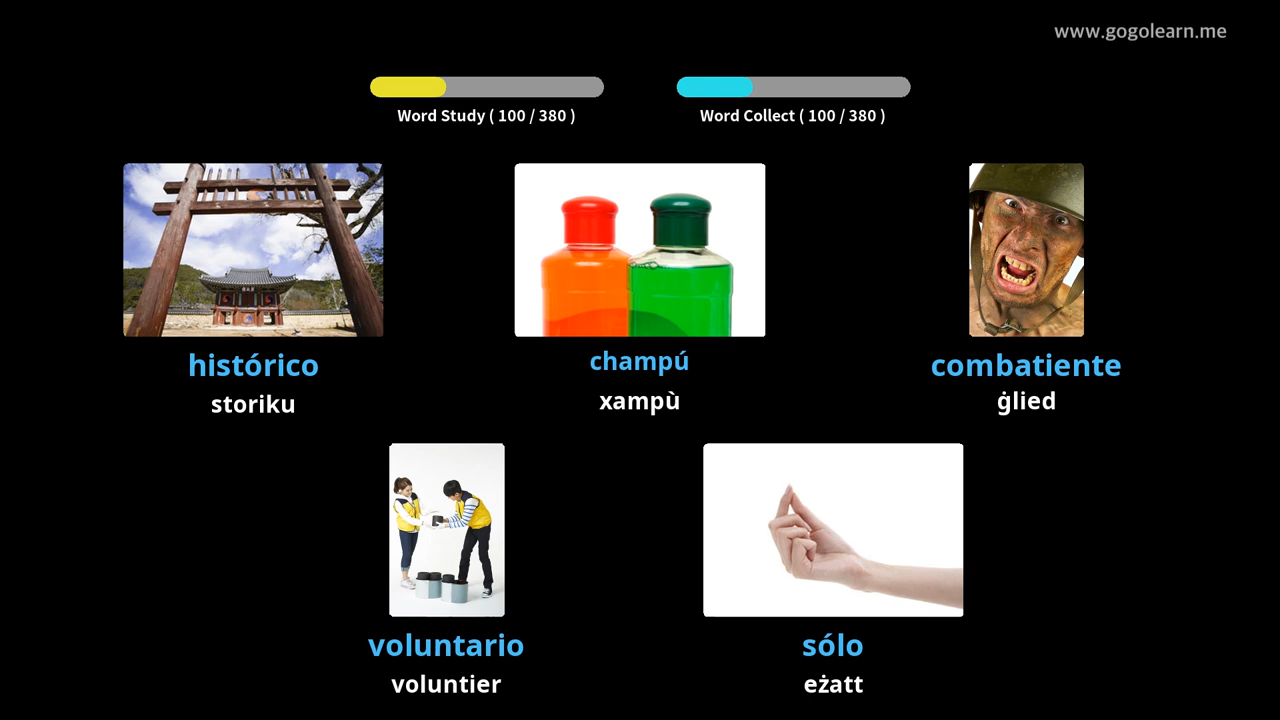 www.gogolearn.me
Word Study ( 100 / 380 )
Word Collect ( 100 / 380 )
histórico
storiku
champú
xampù
combatiente
ġlied
voluntario
voluntier
sólo
eżatt